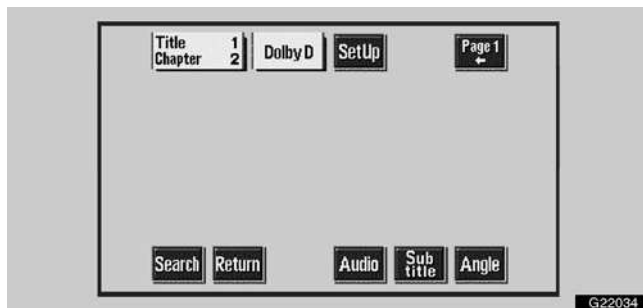 Title 1
Chapter 2
Dolby D
SetUp
Page 1
←
Search
Return
Audio
Sub
title
Angle
G22034